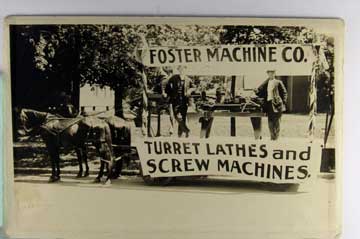 FOSTER MACHINE CO.
TURRET LATHES and
SCREW MACHINES.